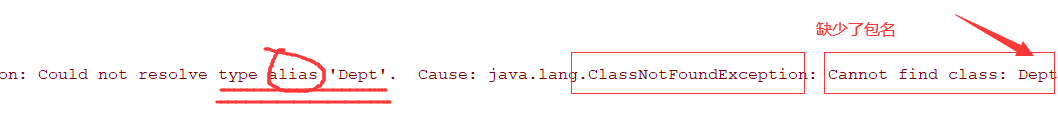 缺少了包名
on: Could not resolve type alias 'Dept'.  Cause: java.lang.ClassNotFoundException: Cannot find class: Dept